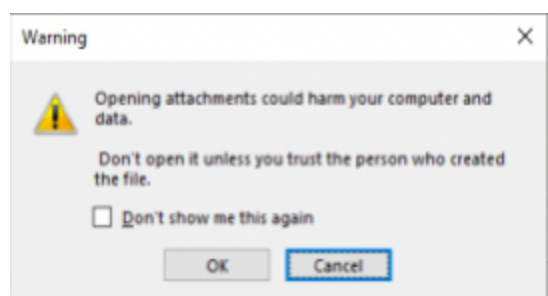 Warning
Opening attachments could harm your computer and
data.
Don't open it unless you trust the person who created
the file.
Don't show me this again
OK
Cancel